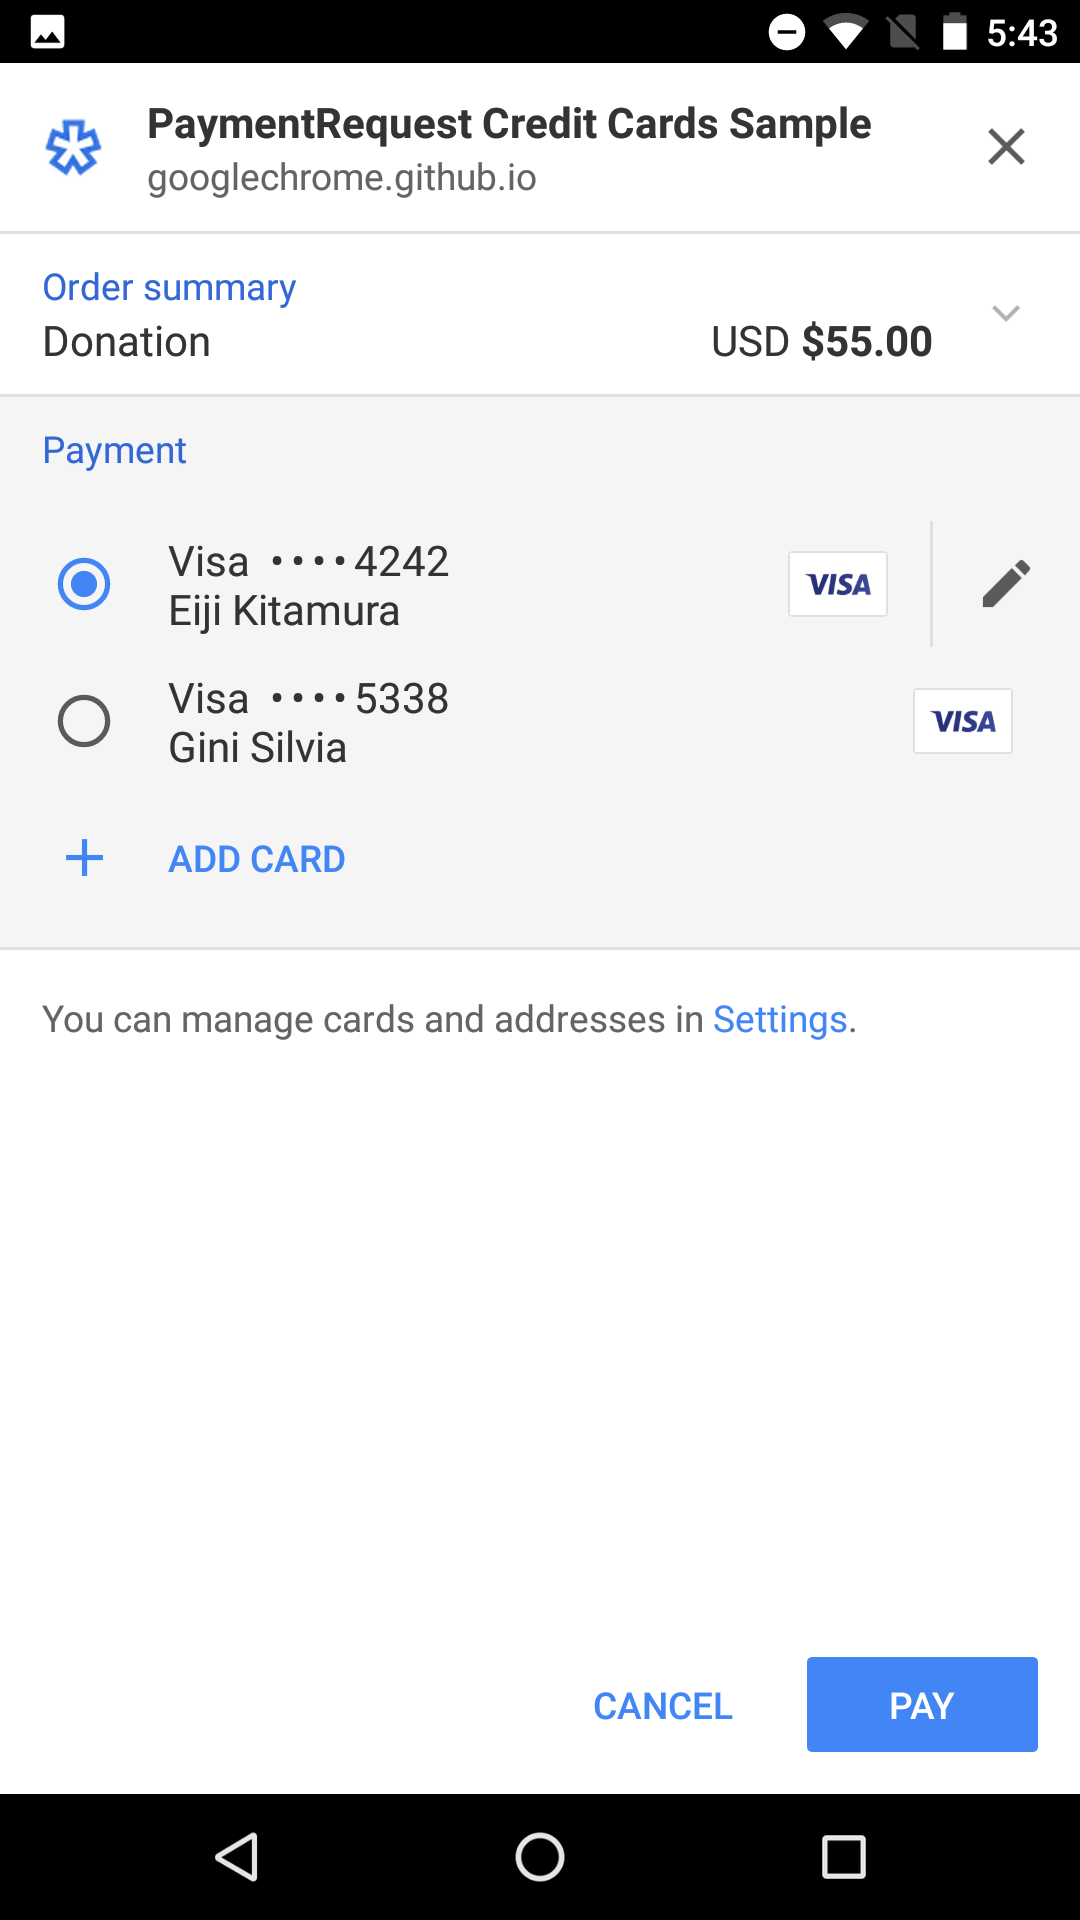 5:43
PaymentRequest Credit Cards Sample
googlechrome.github.io
Order summary
Donation USD $55.00
Payment
Visa ····4242
Eiji Kitamura
VISA
Visa ····5338
Gini Silvia
VISA
ADD CARD
You can manage cards and addresses in Settings.
CANCEL PAY